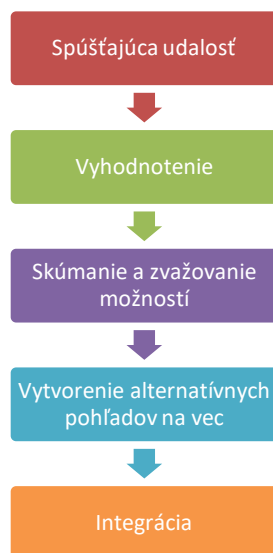 Spúšťajúca udalosť
Vyhodnotenie
Skúmanie a zvažovanie
možností
Vytvorenie alternatívnych
pohľadov na vec
Integrácia